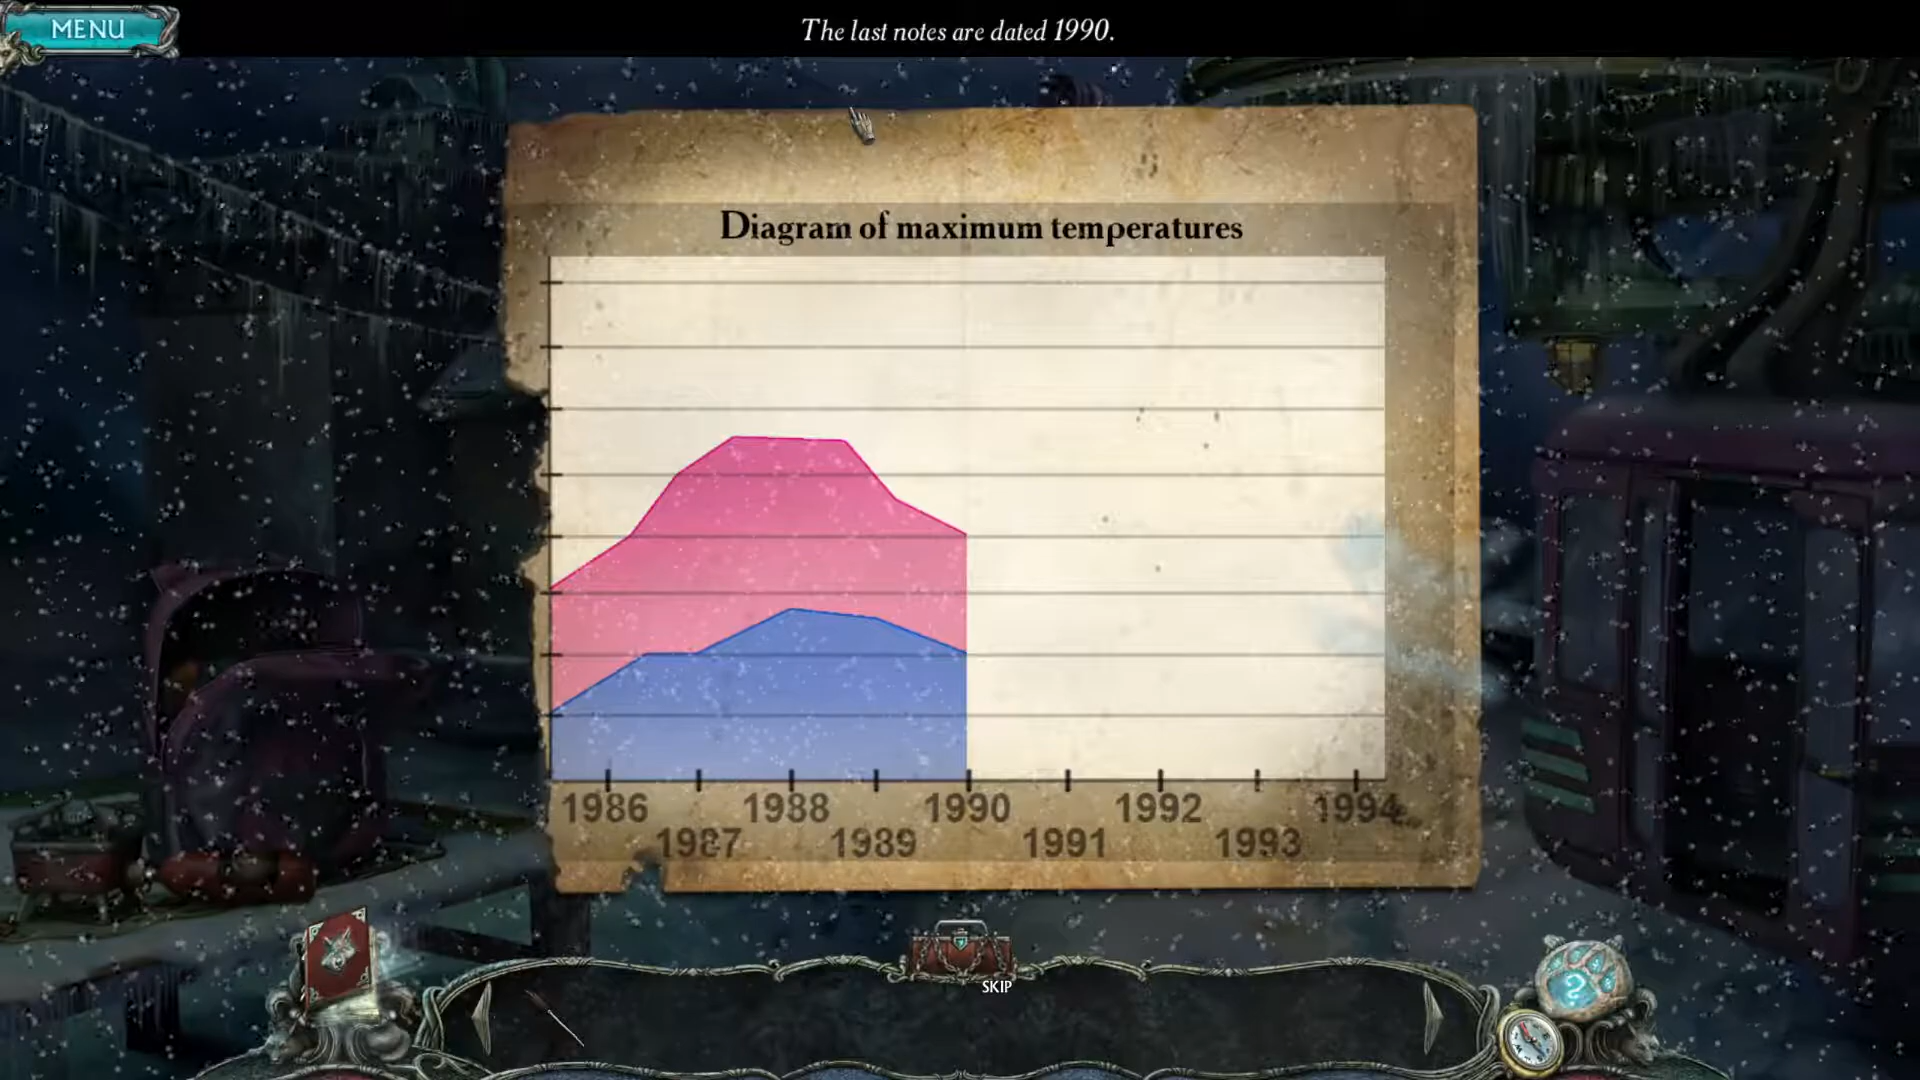 MENU
The last notes are dated 1990.
Diagram of maximum temperatures
1986 1988 1990 1992 1994
1987 1989 1991 1993
SKIP
?